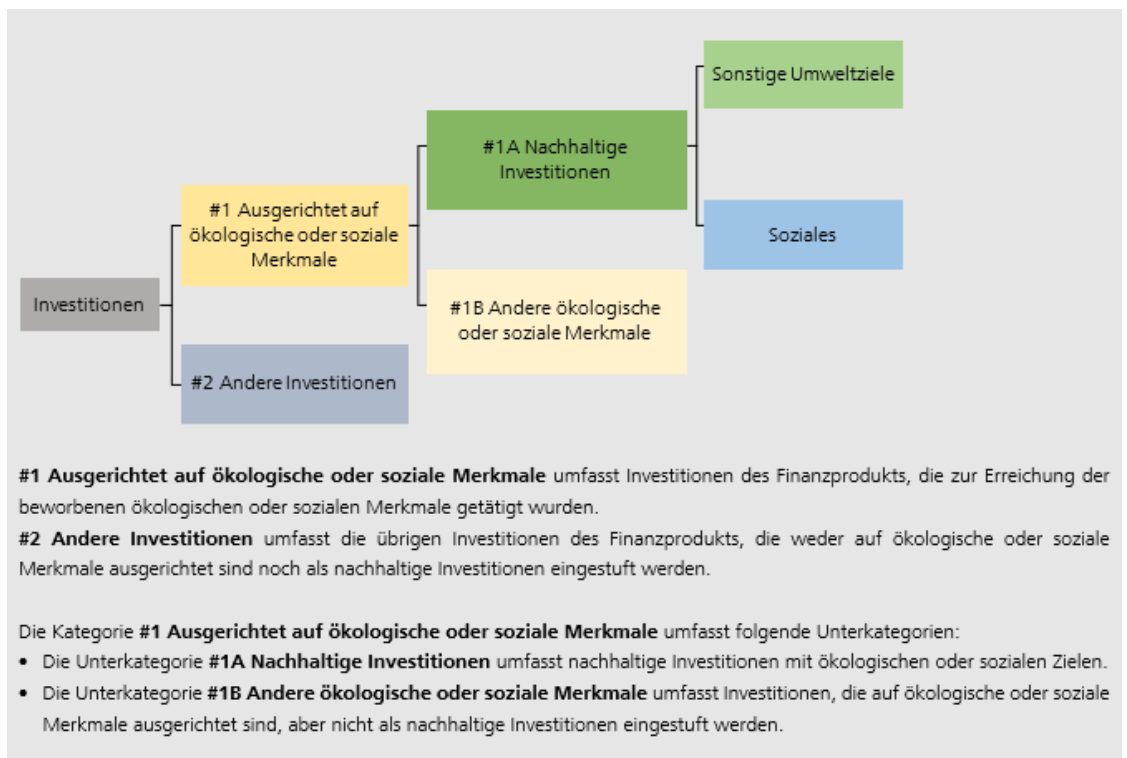 Sonstige Umweltziele
#1A Nachhaltige
Investitionen
#1 Ausgerichtet auf
ökologische oder soziale
Merkmale
Soziales
Investitionen
#1B Andere ökologische
oder soziale Merkmale
#2 Andere Investitionen
#1 Ausgerichtet auf ökologische oder soziale Merkmale umfasst Investitionen des Finanzprodukts, die zur Erreichung der
beworbenen ökologischen oder sozialen Merkmale getätigt wurden.
#2 Andere Investitionen umfasst die übrigen Investitionen des Finanzprodukts, die weder auf ökologische oder soziale
Merkmale ausgerichtet sind noch als nachhaltige Investitionen eingestuft werden.
Die Kategorie #1 Ausgerichtet auf ökologische oder soziale Merkmale umfasst folgende Unterkategorien:
• Die Unterkategorie #1A Nachhaltige Investitionen umfasst nachhaltige Investitionen mit ökologischen oder sozialen Zielen.
• Die Unterkategorie #1B Andere ökologische oder soziale Merkmale umfasst Investitionen, die auf ökologische oder soziale
Merkmale ausgerichtet sind, aber nicht als nachhaltige Investitionen eingestuft werden.